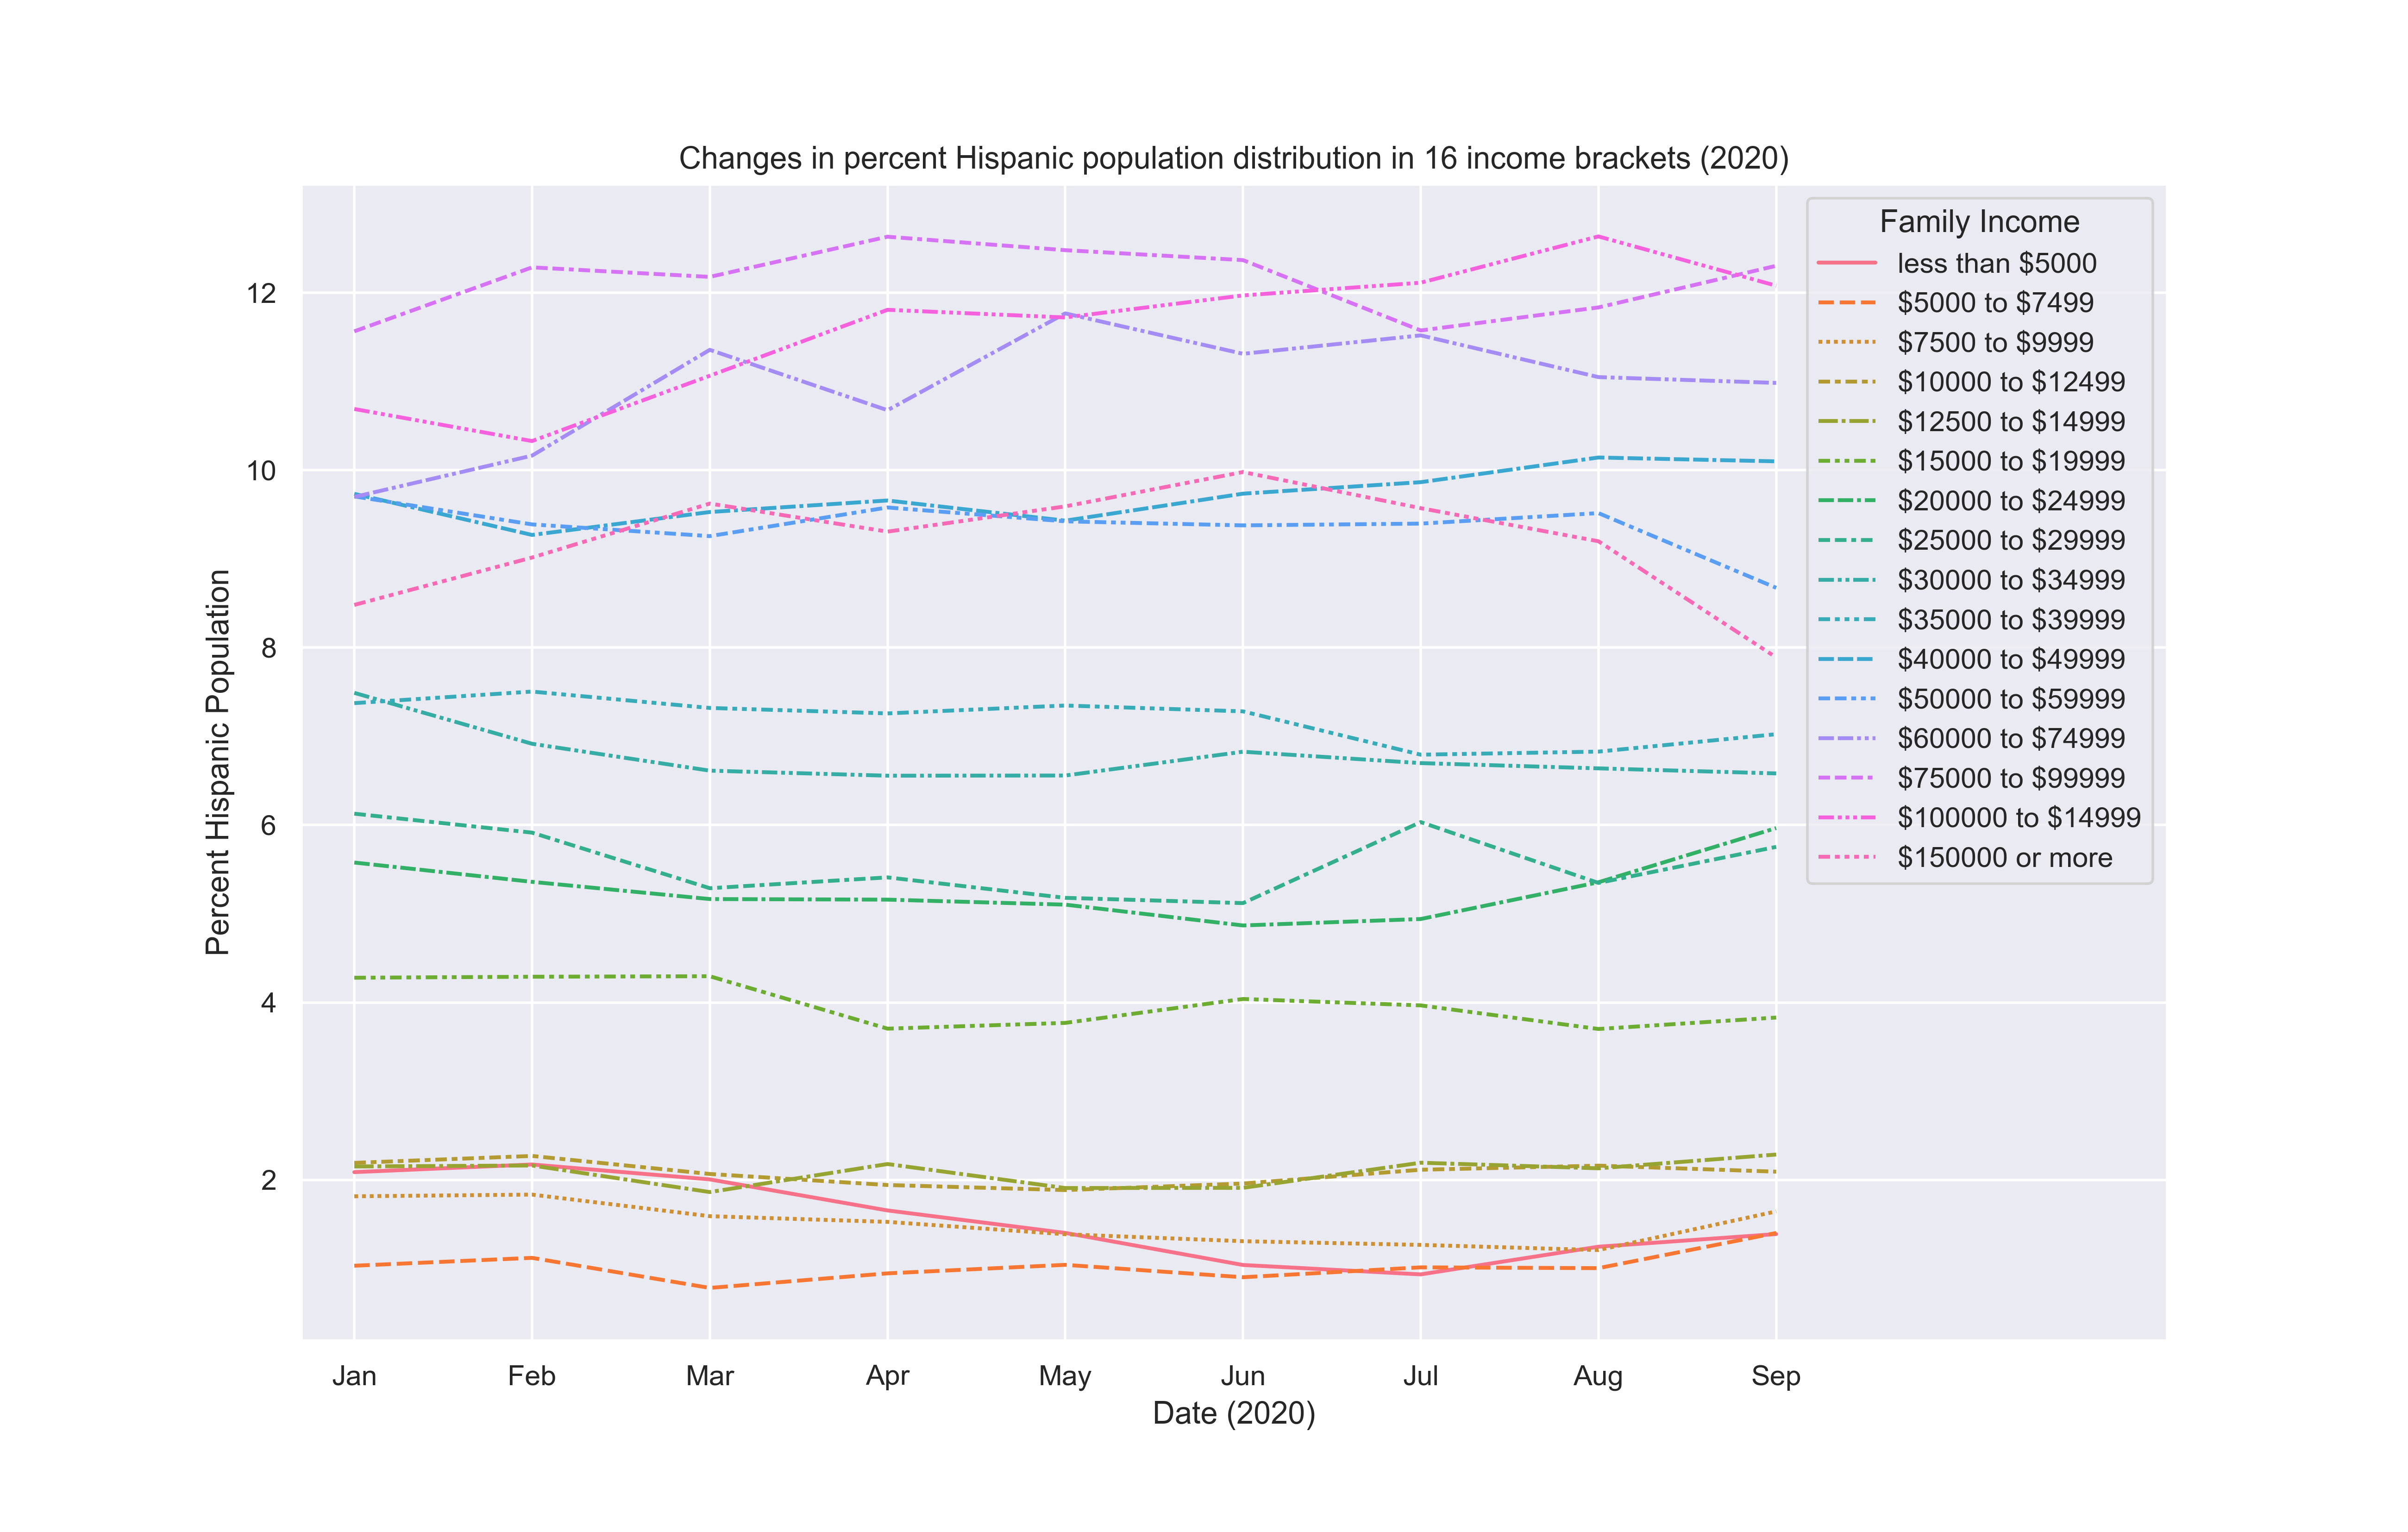 Changes in percent Hispanic population distribution in 16 income brackets (2020)
Percent Hispanic Population
12
10
8
6
4
2
Jan
Feb
Mar
Apr
May
Jun
Jul
Aug
Sep
Date (2020)
Family Income
less than $5000
$5000 to $7499
$7500 to $9999
$10000 to $12499
$12500 to $14999
$15000 to $19999
$20000 to $24999
$25000 to $29999
$30000 to $34999
$35000 to $39999
$40000 to $49999
$50000 to $59999
$60000 to $74999
$75000 to $99999
$100000 to $14999
$150000 or more